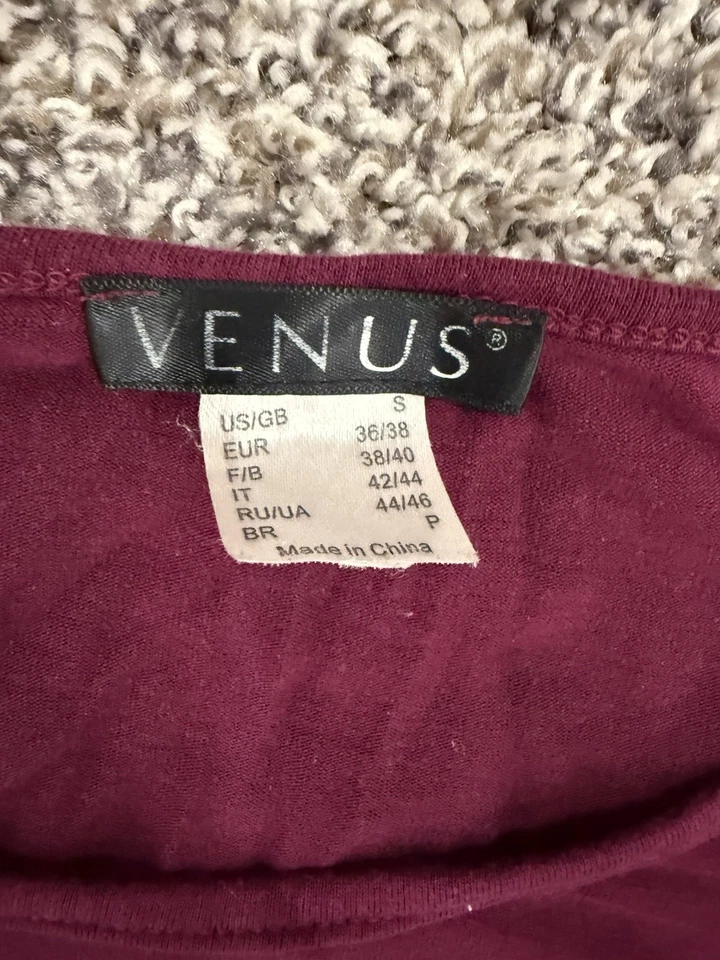 VENUS®
US/GB S
EUR 36/38
F/B 38/40
IT 42/44
RU/UA 44/46
BR P
Made in China